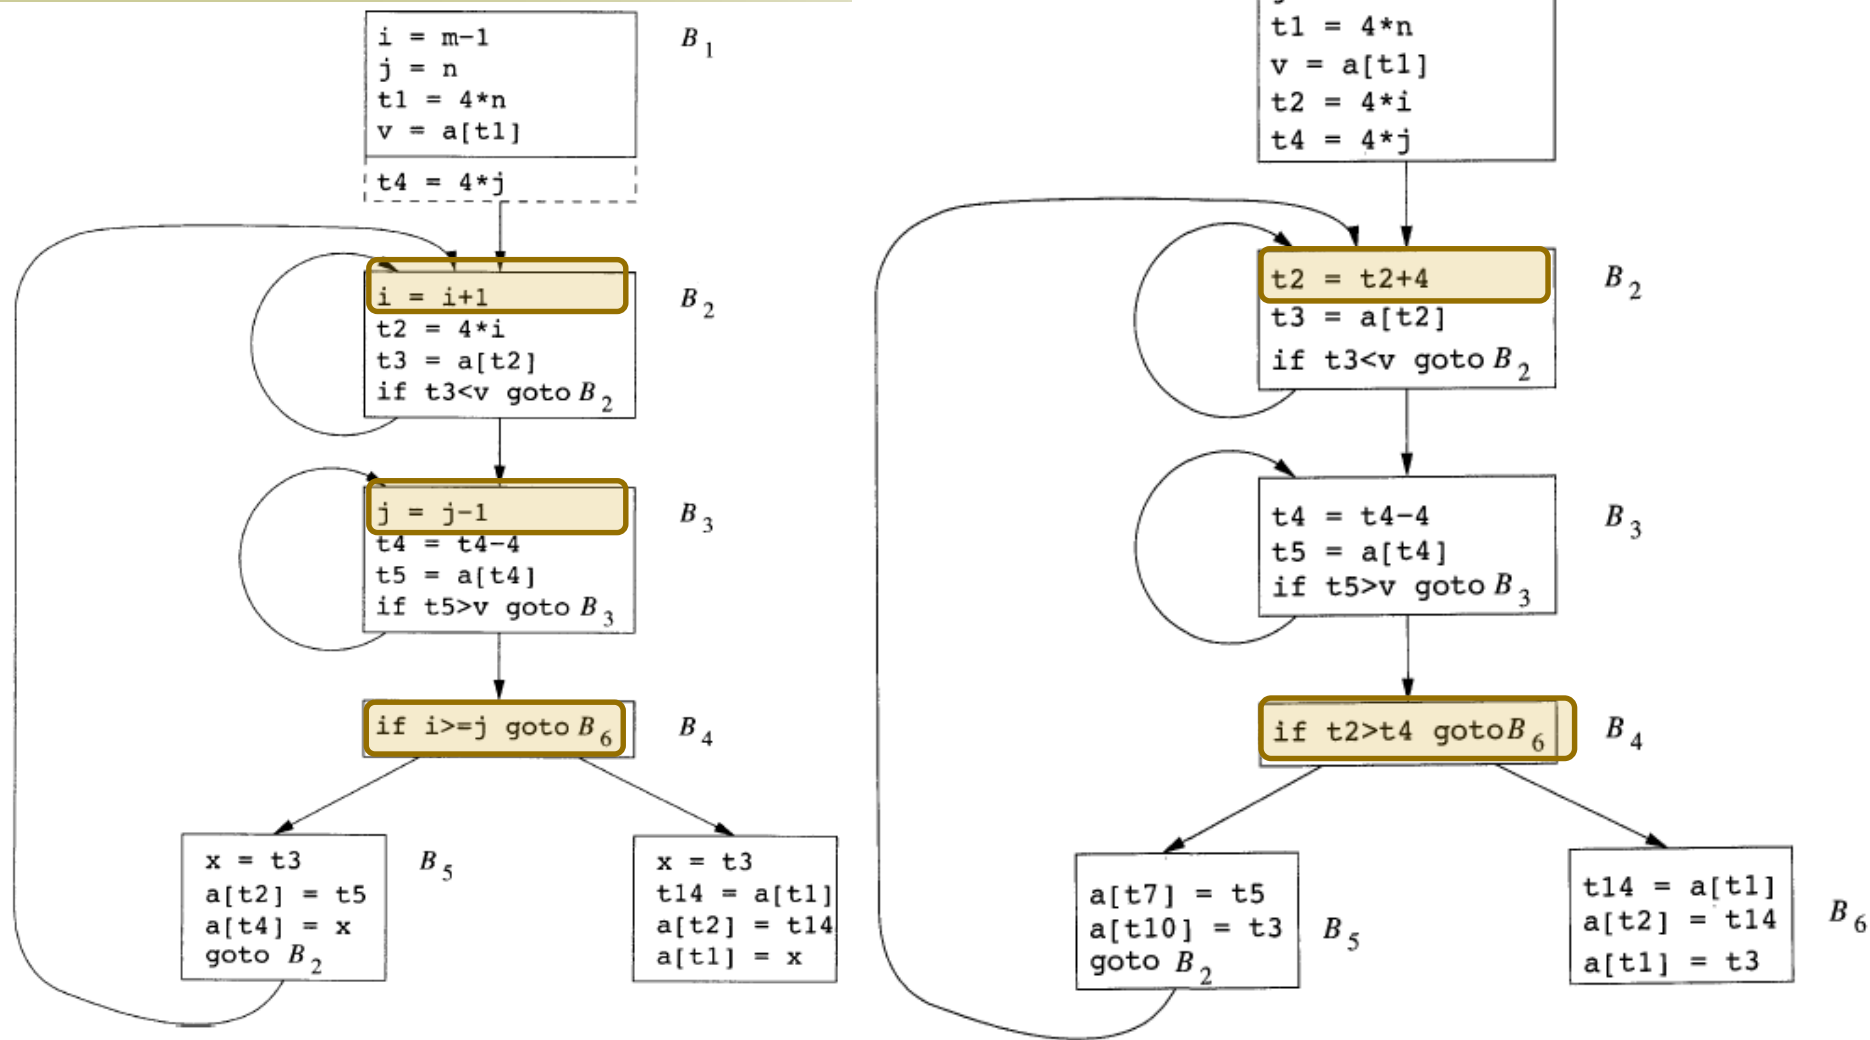 i = m-1
j = n
t1 = 4*n
v = a[t1]
B1
t4 = 4*j
i = i+1
t2 = 4*i
t3 = a[t2]
if t3<v goto B2
B2
j = j-1
t4 = t4-4
t5 = a[t4]
if t5>v goto B3
B3
if i>=j goto B6
B4
x = t3
a[t2] = t5
a[t4] = x
goto B2
B5
x = t3
t14 = a[t1]
a[t2] = t14
a[t1] = x
t1 = 4*n
v = a[t1]
t2 = 4*i
t4 = 4*j
t2 = t2+4
t3 = a[t2]
if t3<v goto B2
B2
t4 = t4-4
t5 = a[t4]
if t5>v goto B3
B3
if t2>t4 goto B6
B4
a[t7] = t5
a[t10] = t3
goto B2
B5
t14 = a[t1]
a[t2] = t14
a[t1] = t3
B6